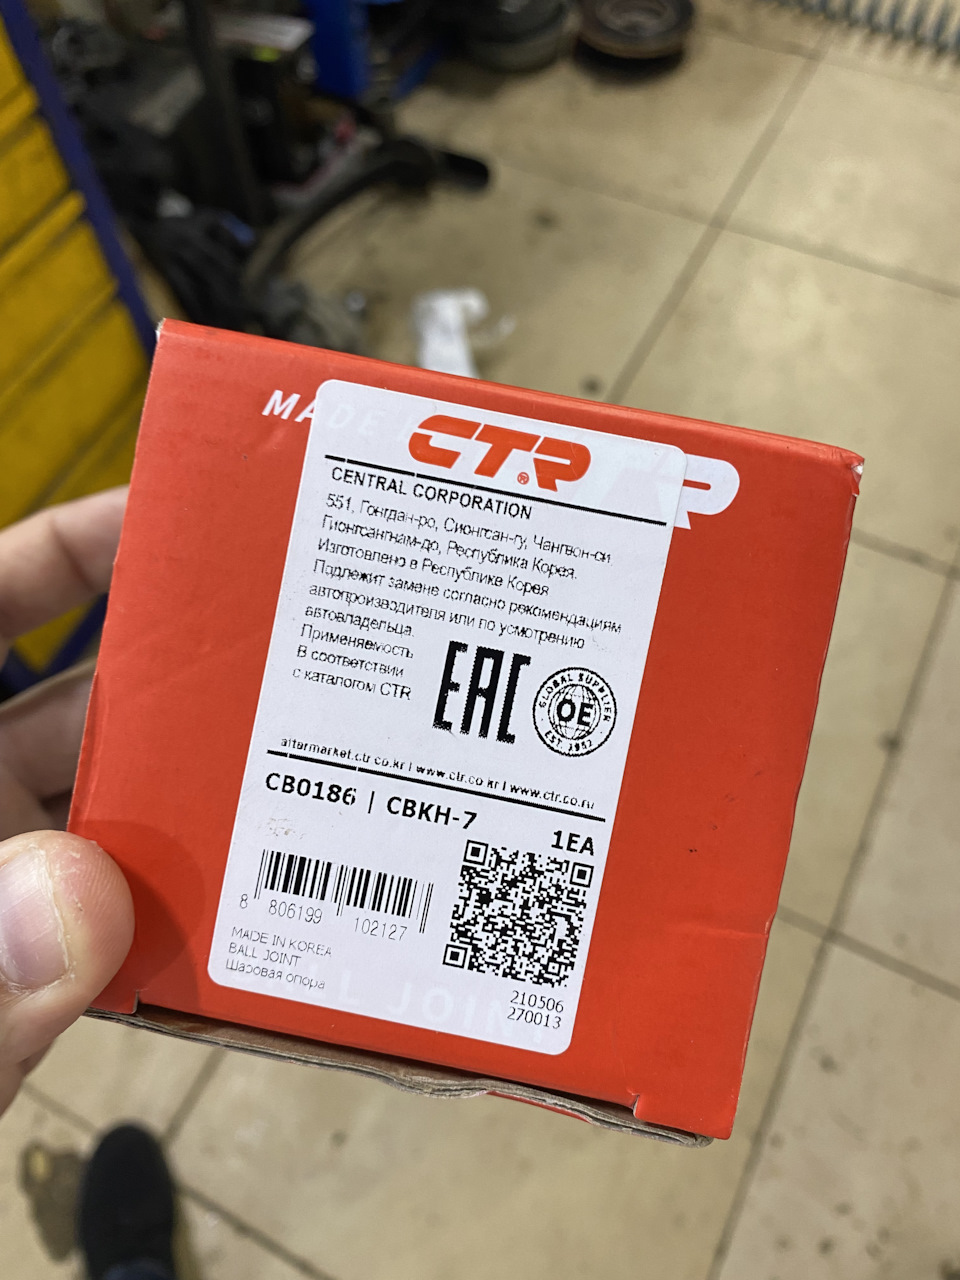 MADE
CTR®
CENTRAL CORPORATION
551, Гонгдан-ро, Сионгсан-гу, Чангвон-си
Гионгсангнам-до, Республика Корея.
Изготовлено в Республике Корея
Подлежит замене согласно рекомендациям
автопроизводителя или по усмотрению
автовладельца.
Применяемость
В соответствии
с каталогом CTR
EAC
GLOBAL SUPPLIER
OE
EST. 1952
aftermarket.ctr.co.kr | www.ctr.co.kr | www.ctr.co.ru
CB0186 | CBKH-7
1EA
8 806199 102127
MADE IN KOREA
BALL JOINT
Шаровая опора
210506
270013
BALL JOINT